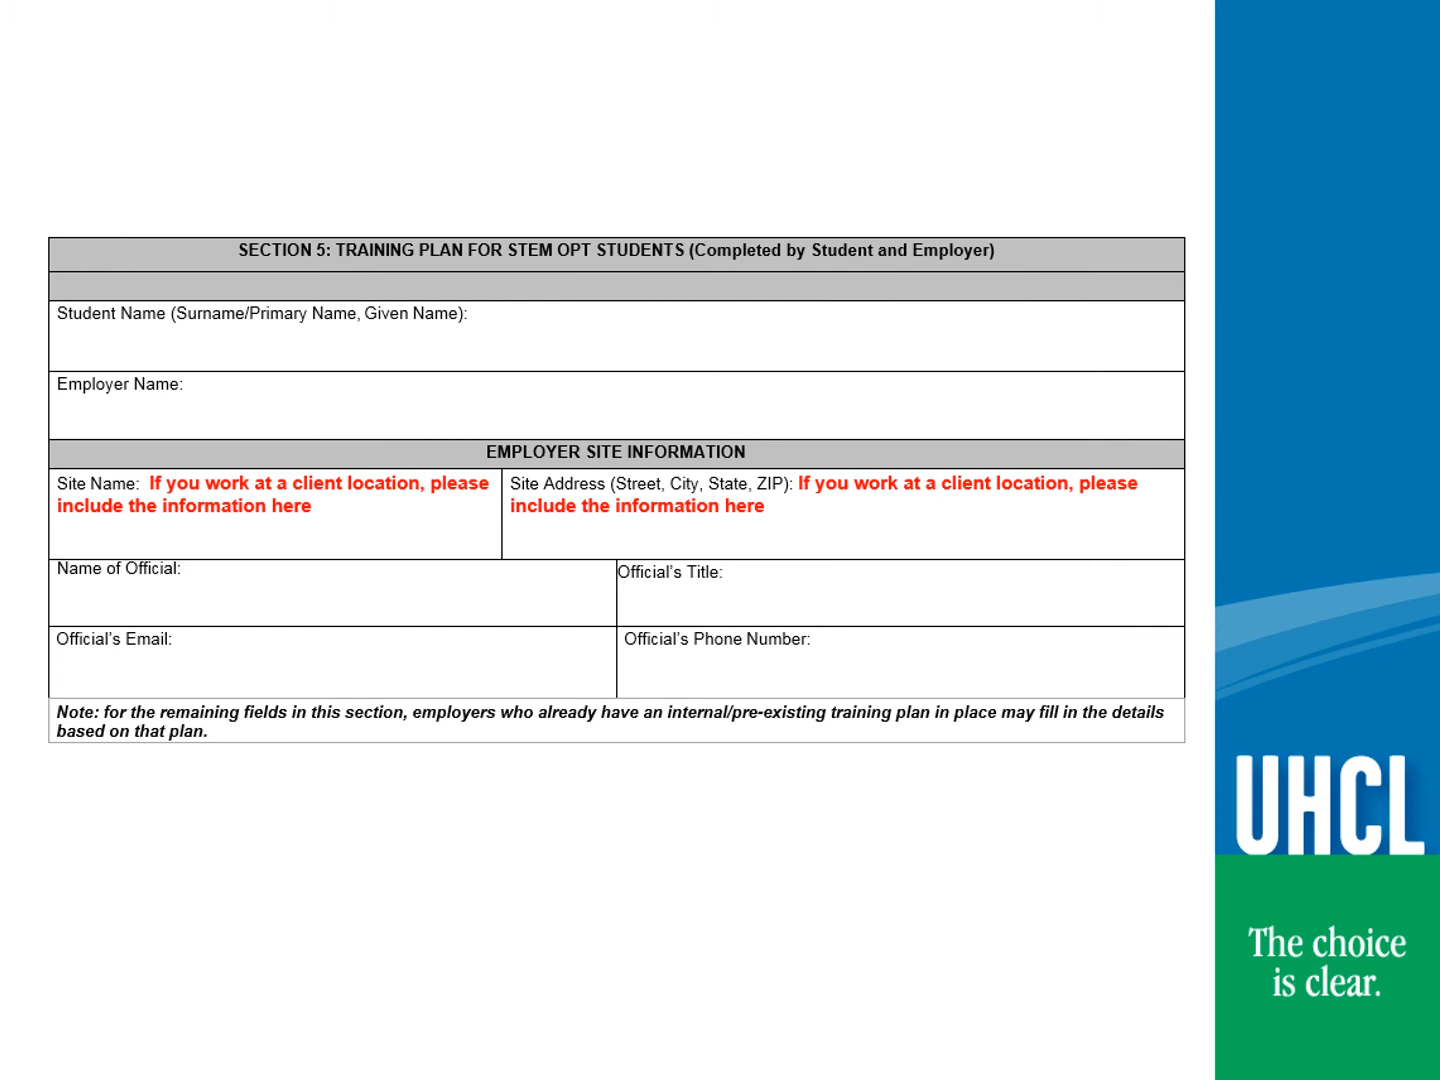 SECTION 5: TRAINING PLAN FOR STEM OPT STUDENTS (Completed by Student and Employer)
Student Name (Surname/Primary Name, Given Name):
Employer Name:
EMPLOYER SITE INFORMATION
Site Name: If you work at a client location, please
include the information here
Site Address (Street, City, State, ZIP): If you work at a client location, please
include the information here
Name of Official:
Official’s Title:
Official’s Email:
Official’s Phone Number:
Note: for the remaining fields in this section, employers who already have an internal/pre-existing training plan in place may fill in the details
based on that plan.
UHCL
The choice
is clear.